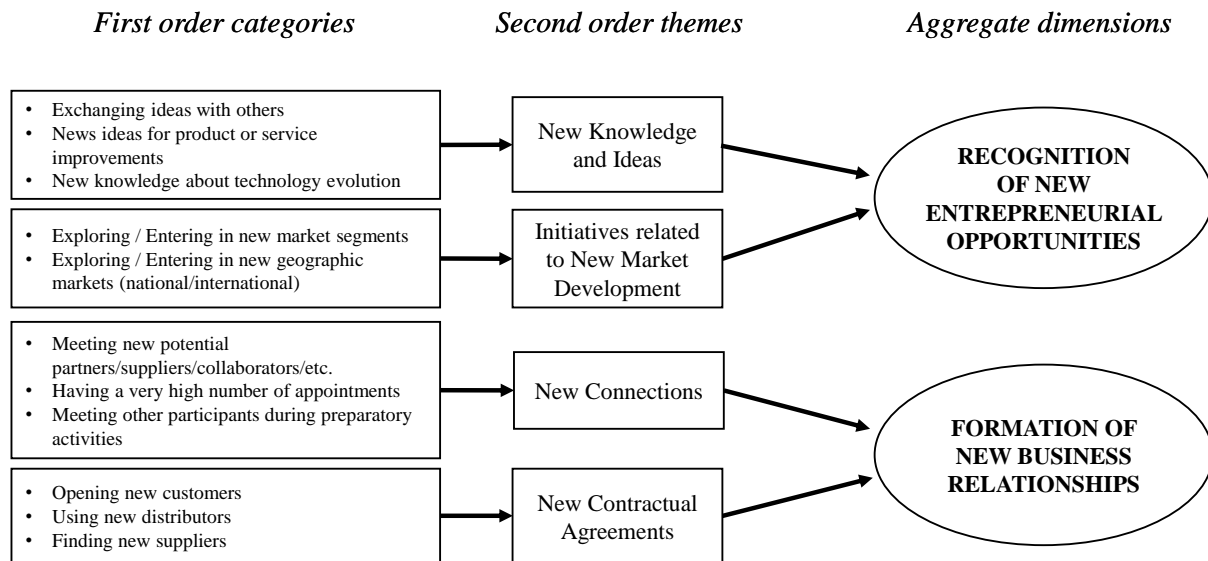 First order categories
Second order themes
Aggregate dimensions
• Exchanging ideas with others
• News ideas for product or service
improvements
• New knowledge about technology evolution
New Knowledge
and Ideas
RECOGNITION
OF NEW
ENTREPRENEURIAL
OPPORTUNITIES
• Exploring / Entering in new market segments
• Exploring / Entering in new geographic
markets (national/international)
Initiatives related
to New Market
Development
• Meeting new potential
partners/suppliers/collaborators/etc.
• Having a very high number of appointments
• Meeting other participants during preparatory
activities
New Connections
FORMATION OF
NEW BUSINESS
RELATIONSHIPS
• Opening new customers
• Using new distributors
• Finding new suppliers
New Contractual
Agreements